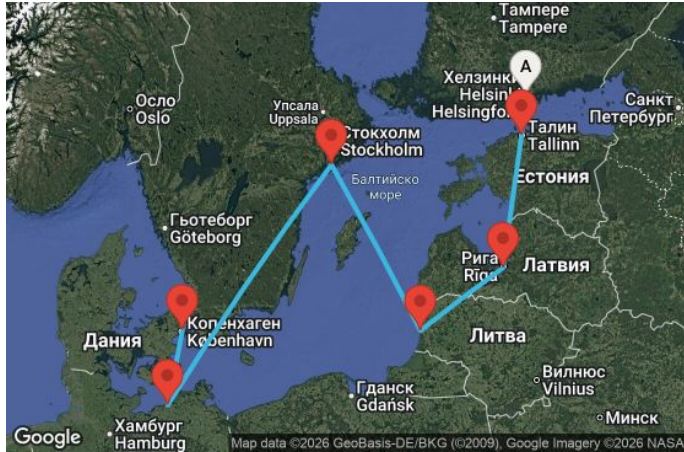 Тампере
Tampere
A
Хелзинки
Helsinki
Helsingfo
Санкт
Петербург
Осло
Oslo
Упсала
Uppsala
Стокхолм
Stockholm
Талин
Tallinn
Балтийско
море
Естония
Гьотеборг
Göteborg
Рига
Rīga
Латвия
Копенхаген
København
Дания
Литва
Вилнюс
Vilnius
Гданск
Gdańsk
Хамбург
Hamburg
Минск
Google
Map data ©2026 GeoBasis-DE/BKG (©2009), Google Imagery ©2026 NASA